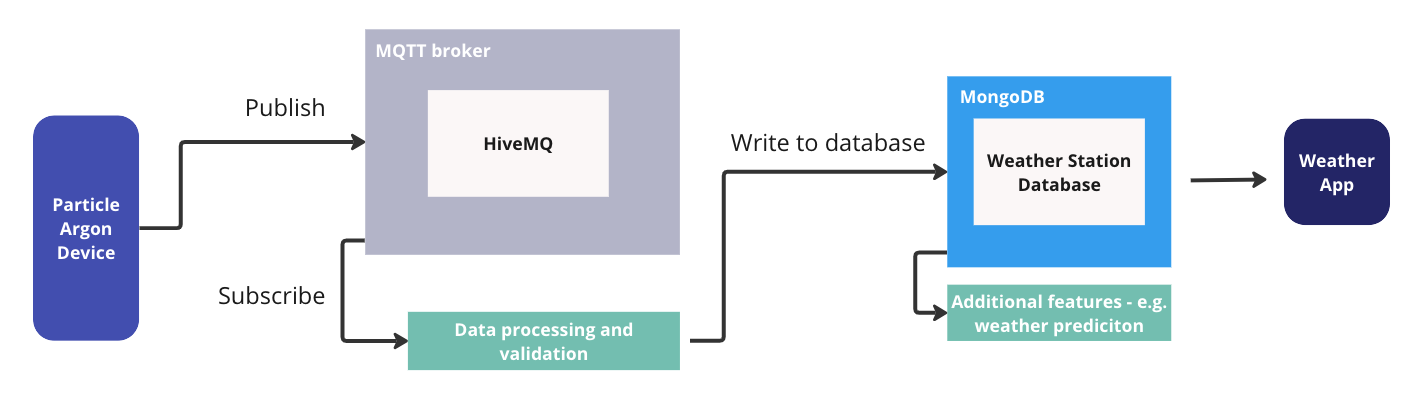 MQTT broker
Publish
HiveMQ
Particle
Argon
Device
Subscribe
Data processing and
validation
Write to database
MongoDB
Weather Station
Database
Additional features - e.g.
weather prediciton
Weather
App